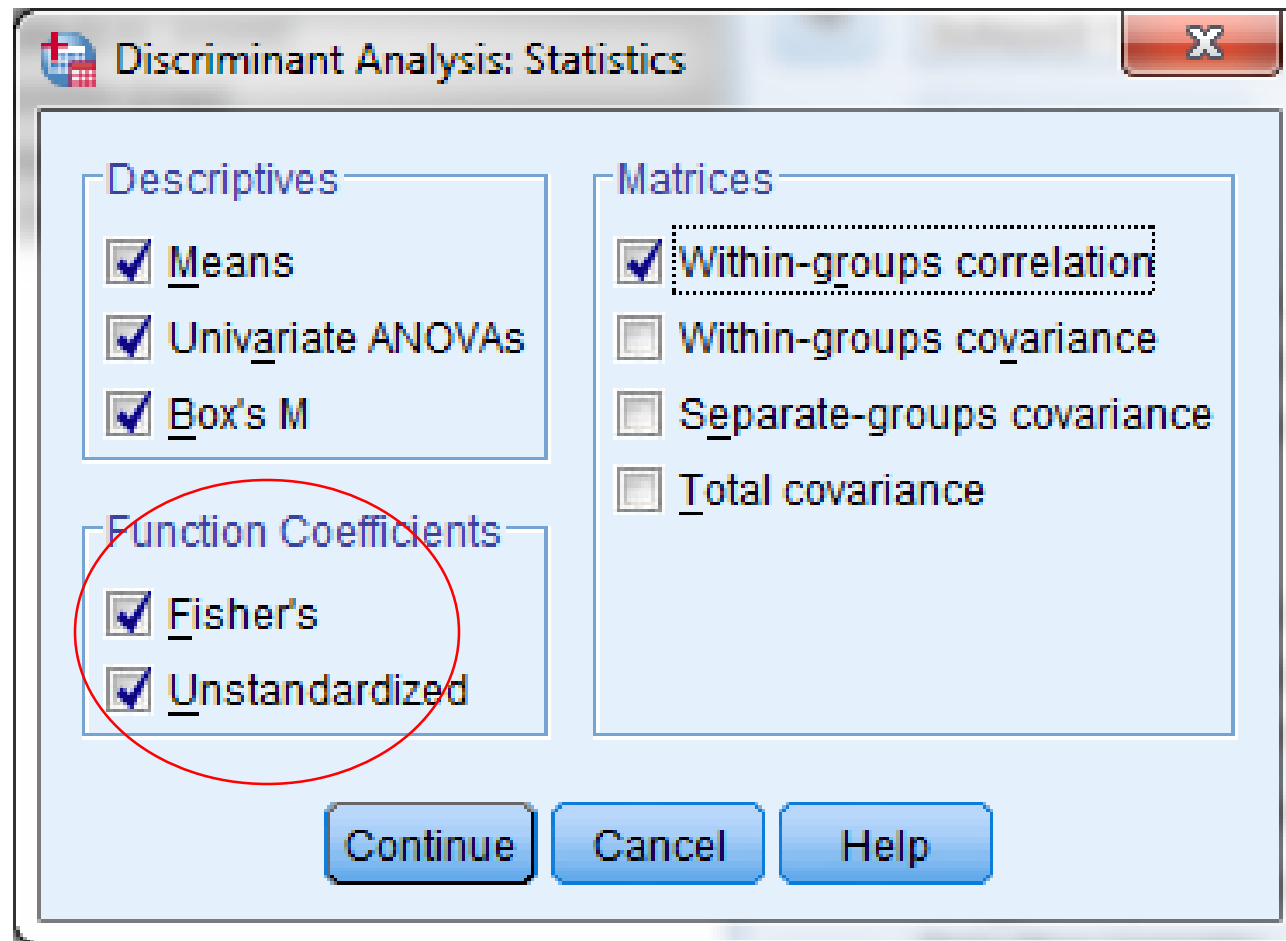 Discriminant Analysis: Statistics
Descriptives
Means
Univariate ANOVAs
Box's M
Function Coefficients
Fisher's
Unstandardized
Matrices
Within-groups correlation
Within-groups covariance
Separate-groups covariance
Total covariance
Continue
Cancel
Help